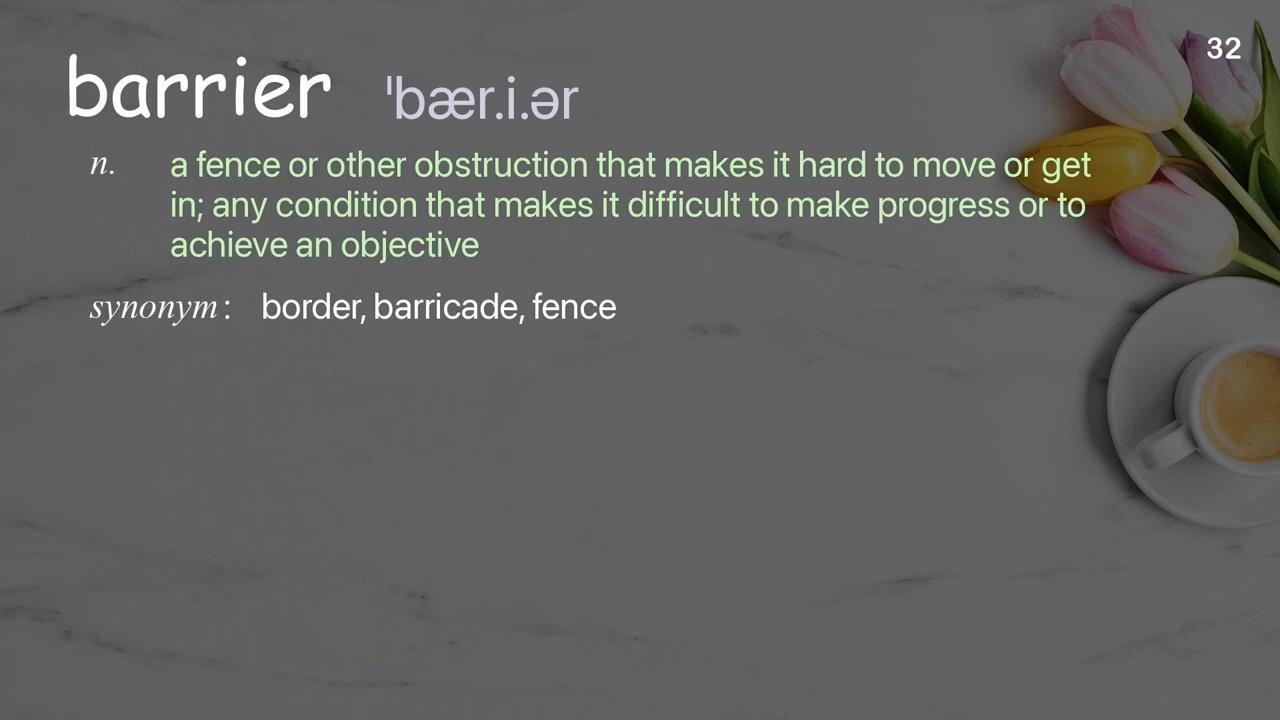 32
barrier ˈbær.i.ər
n. a fence or other obstruction that makes it hard to move or get
in; any condition that makes it difficult to make progress or to
achieve an objective
synonym: border, barricade, fence